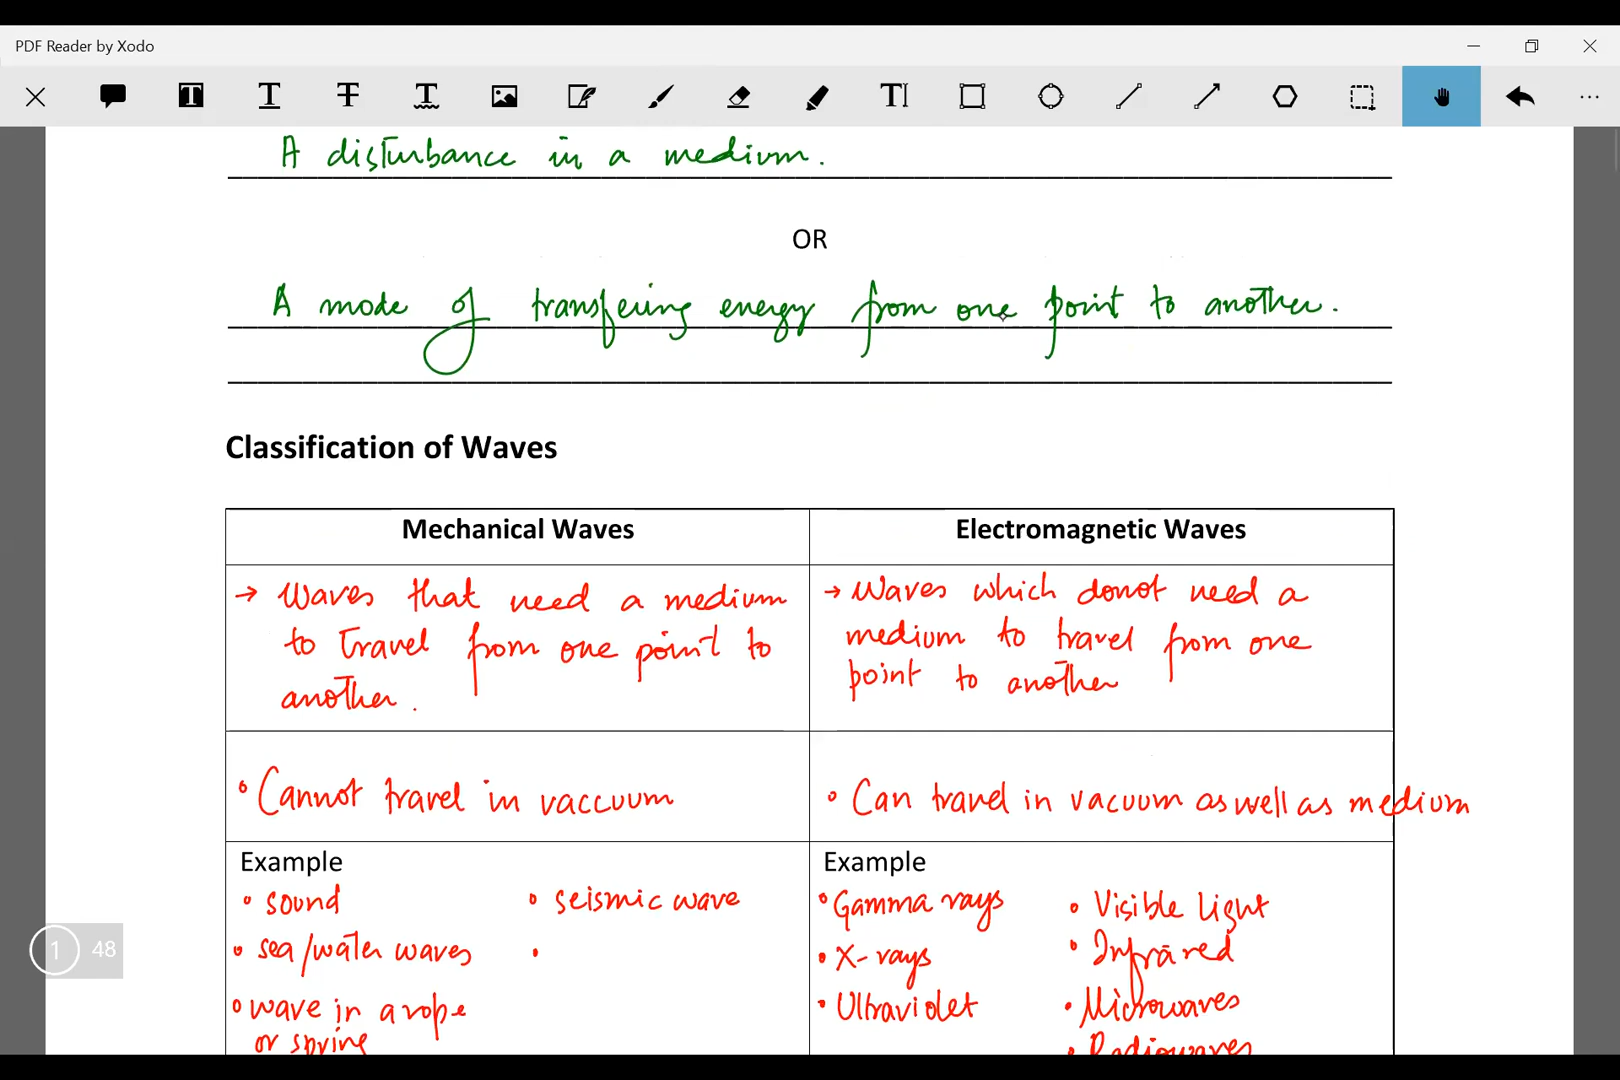 PDF Reader by Xodo
A disturbance in a medium.
OR
A mode of transfering energy from one point to another.
Classification of Waves
Mechanical Waves
Electromagnetic Waves
→ Waves that need a medium
to travel from one point to
another.
→ Waves which donot need a
medium to travel from one
point to another
• Cannot travel in vaccuum
• Can travel in vacuum as well as medium
Example
• sound
• sea/water waves
• wave in a rope
or spring
• seismic wave
•
Example
• Gamma rays
• X-rays
• Ultraviolet
• Visible Light
• Infrared
• Microwaves
• Radiowaves
1 48